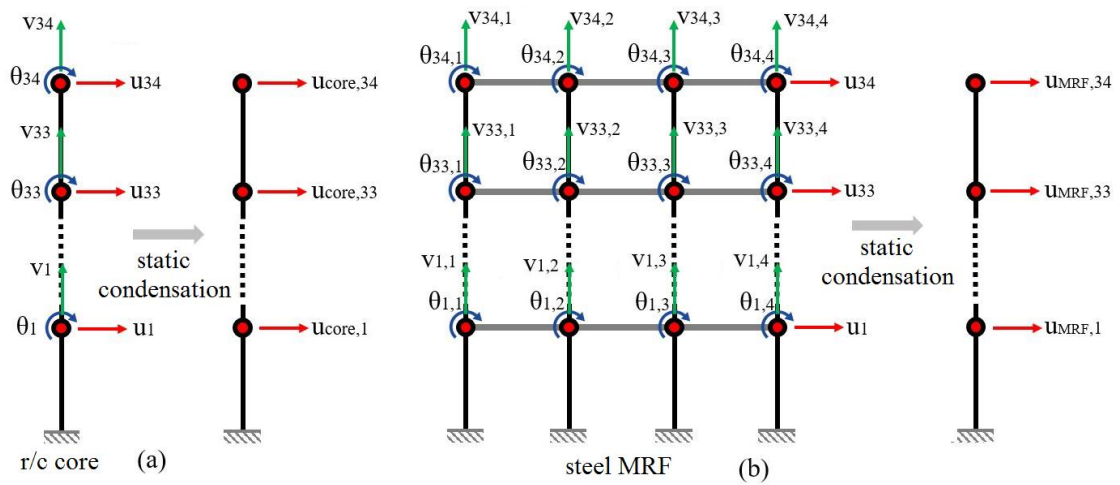 v34
θ34
u34
ucore,34
v33
θ33
u33
ucore,33
static
condensation
v1
θ1
u1
ucore,1
r/c core
(a)
v34,1
v34,2
v34,3
v34,4
θ34,1
θ34,2
θ34,3
θ34,4
u34
uMRF,34
v33,1
v33,2
v33,3
v33,4
θ33,1
θ33,2
θ33,3
θ33,4
u33
uMRF,33
static
condensation
v1,1
v1,2
v1,3
v1,4
θ1,1
θ1,2
θ1,3
θ1,4
u1
uMRF,1
steel MRF
(b)